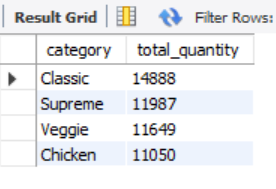 Result Grid Filter Rows:
category total_quantity
Classic 14888
Supreme 11987
Veggie 11649
Chicken 11050